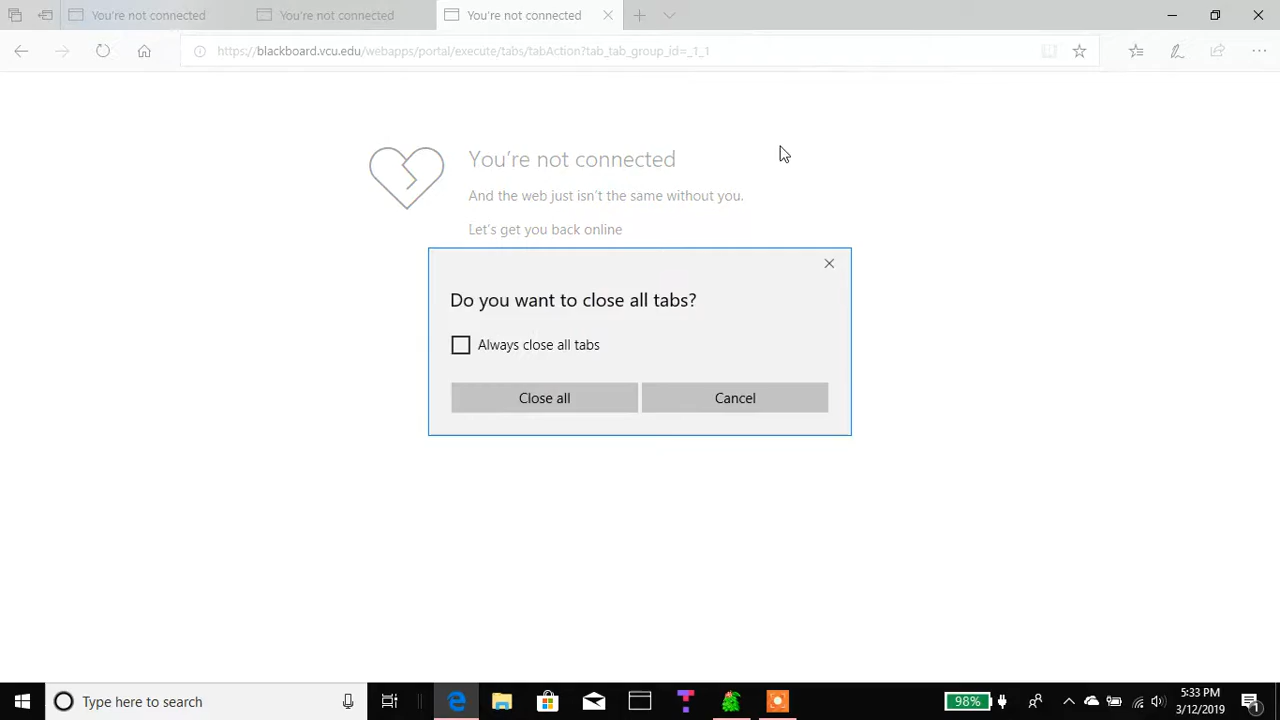 You're not connected
You're not connected
You're not connected
https://blackboard.vcu.edu/webapps/portal/execute/tabs/tabAction?tab_tab_group_id=_1_1
You're not connected
And the web just isn't the same without you.
Let's get you back online
Do you want to close all tabs?
Always close all tabs
Close all
Cancel
Type here to search
98%
5:33 PM
3/12/2019
1